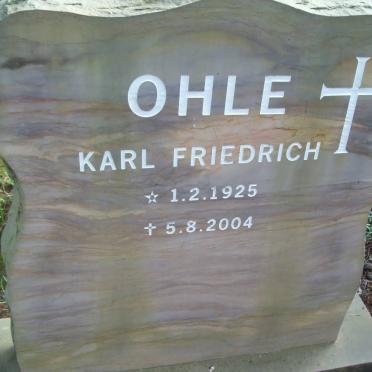 OHLE
KARL FRIEDRICH
☆ 1.2.1925
✝ 5.8.2004